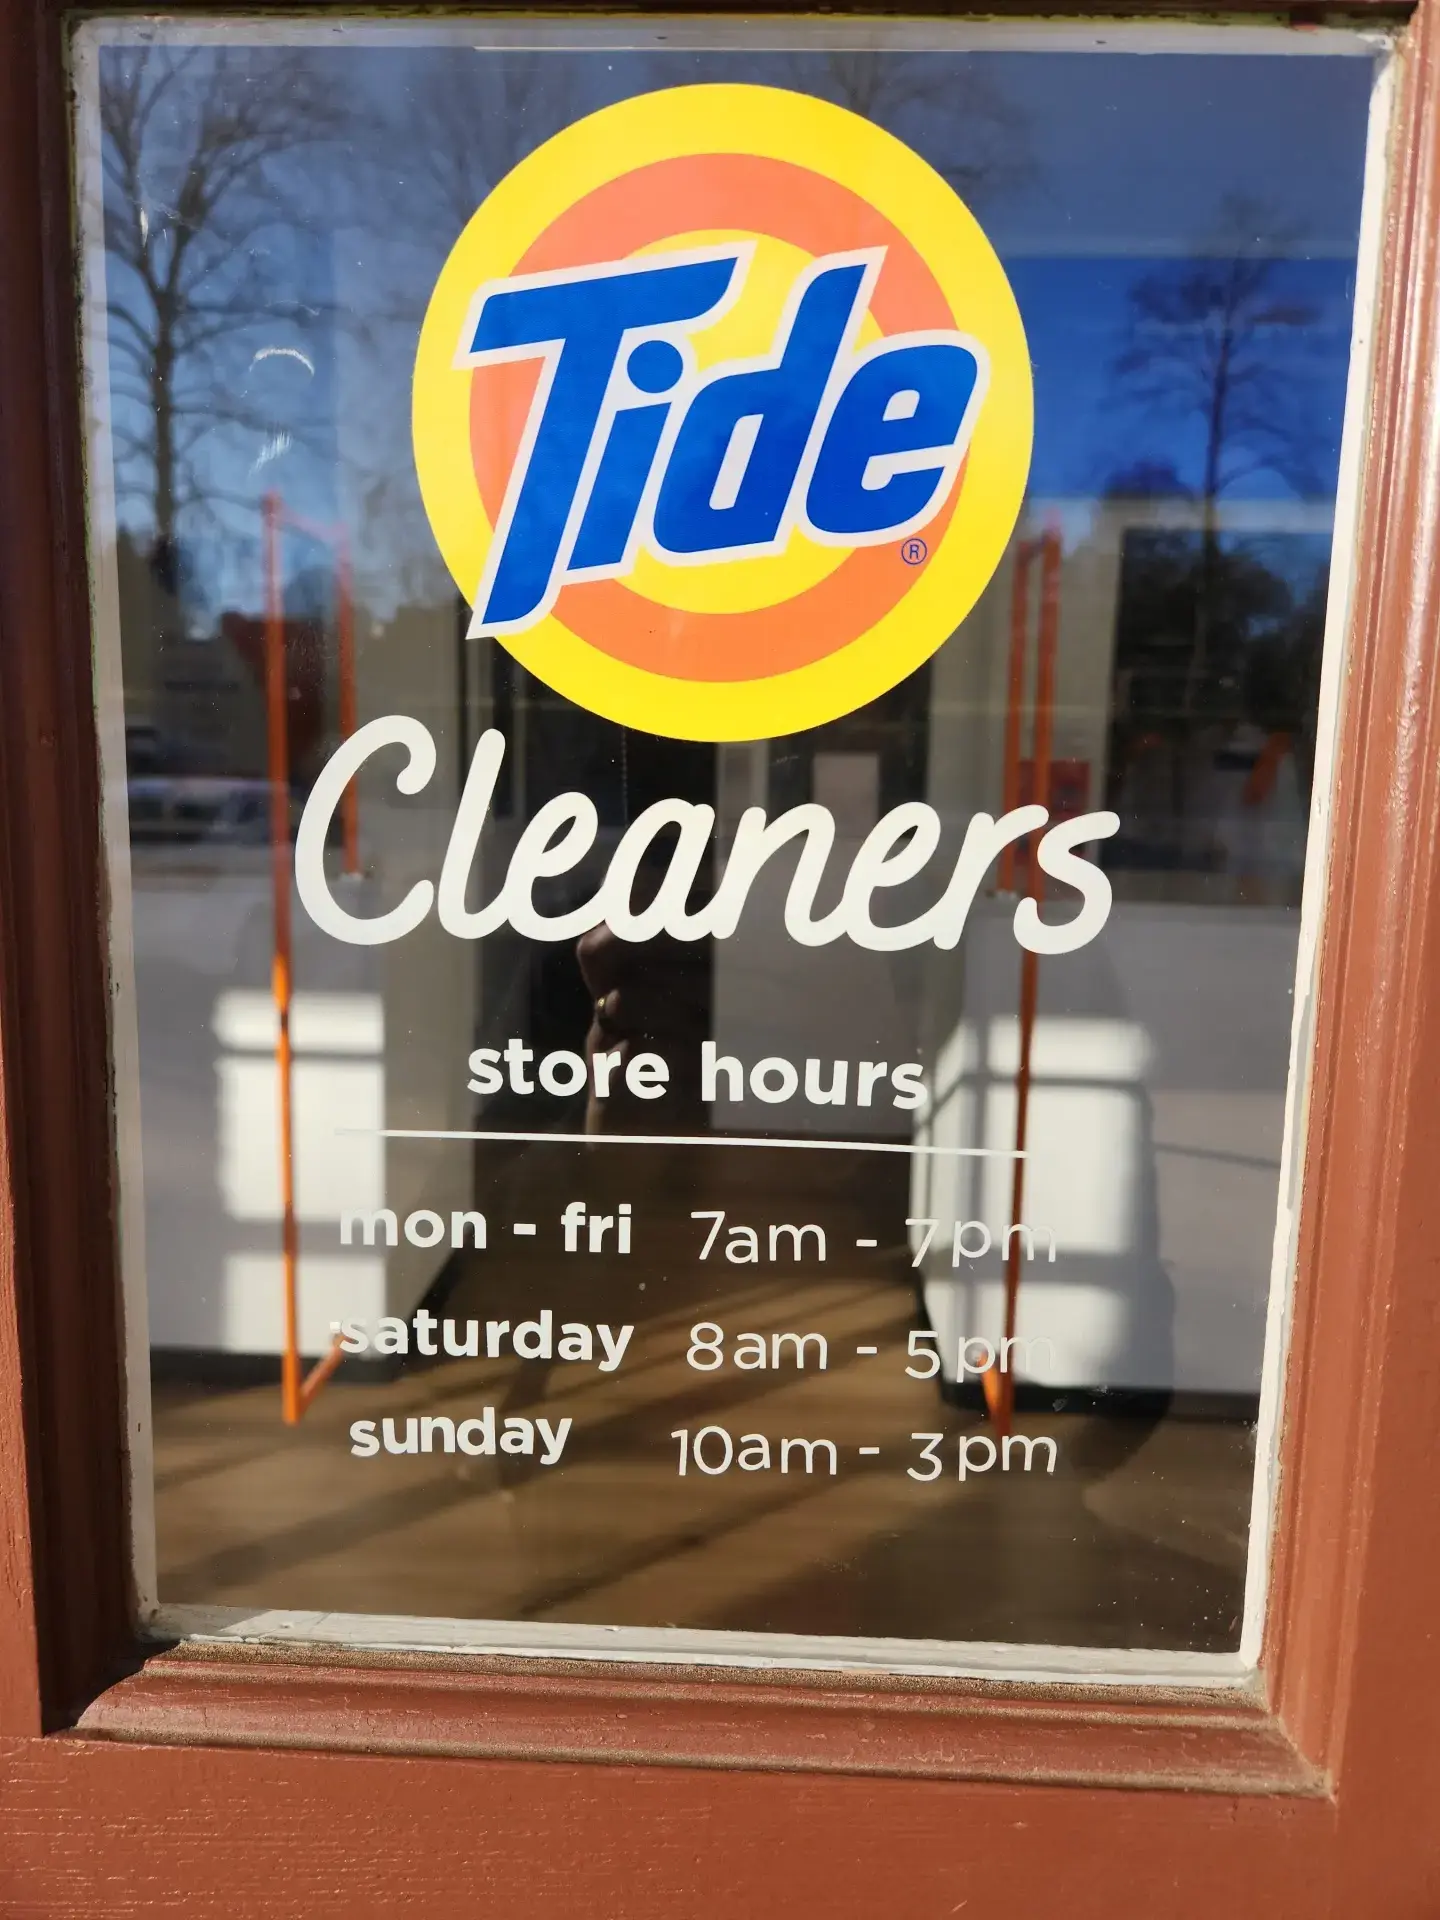 Tide®
Cleaners
store hours
mon - fri 7am - 7pm
saturday 8am - 5pm
sunday 10am - 3pm